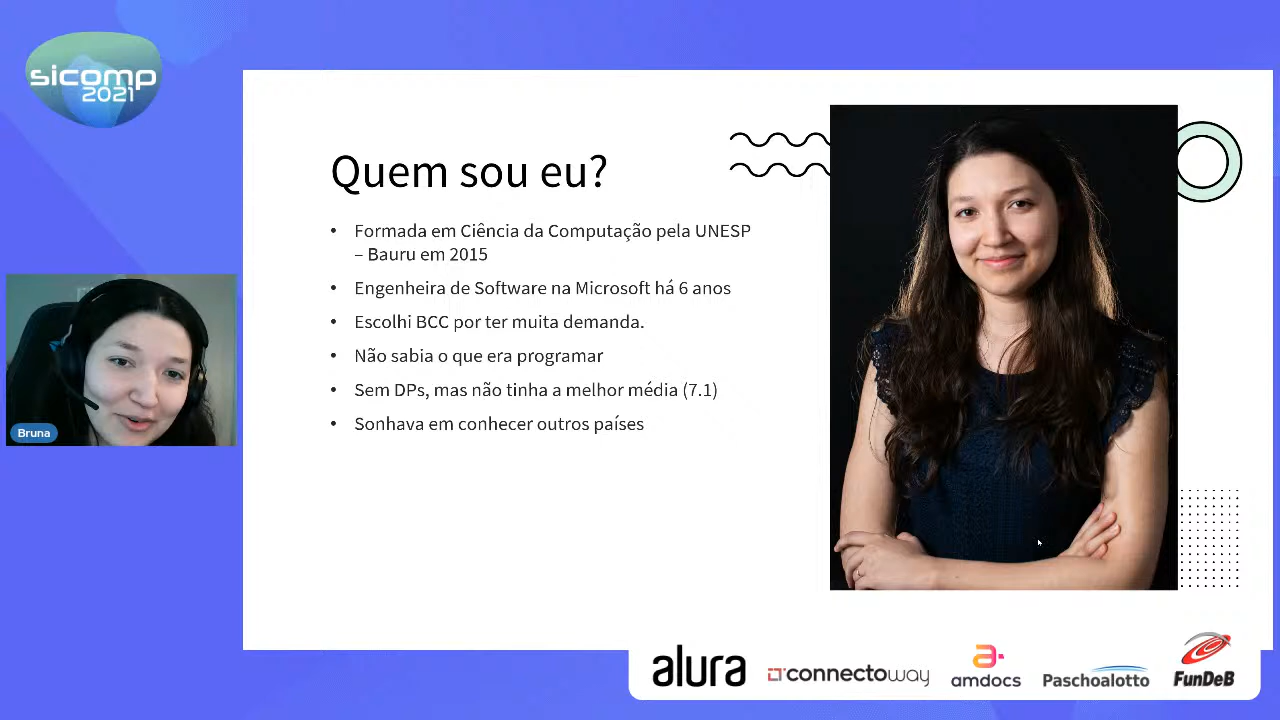 sicomp
2021
Quem sou eu?
• Formada em Ciência da Computação pela UNESP
– Bauru em 2015
• Engenheira de Software na Microsoft há 6 anos
• Escolhi BCC por ter muita demanda.
• Não sabia o que era programar
• Sem DPs, mas não tinha a melhor média (7.1)
• Sonhava em conhecer outros países
Bruna
alura
connectoway
amdocs
Paschoalotto
FunDeB